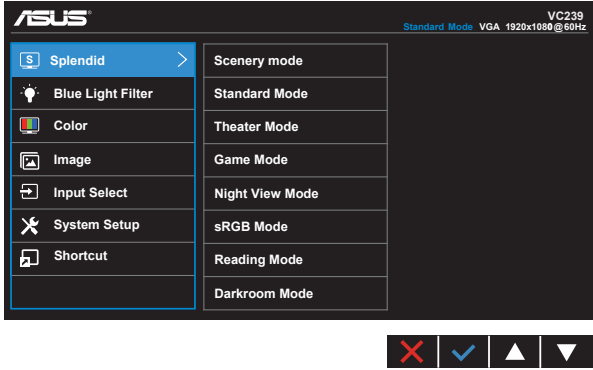 ASUS
VC239
Standard Mode VGA 1920x1080@60Hz
S Splendid
Blue Light Filter
Color
Image
Input Select
System Setup
Shortcut
Scenery mode
Standard Mode
Theater Mode
Game Mode
Night View Mode
sRGB Mode
Reading Mode
Darkroom Mode